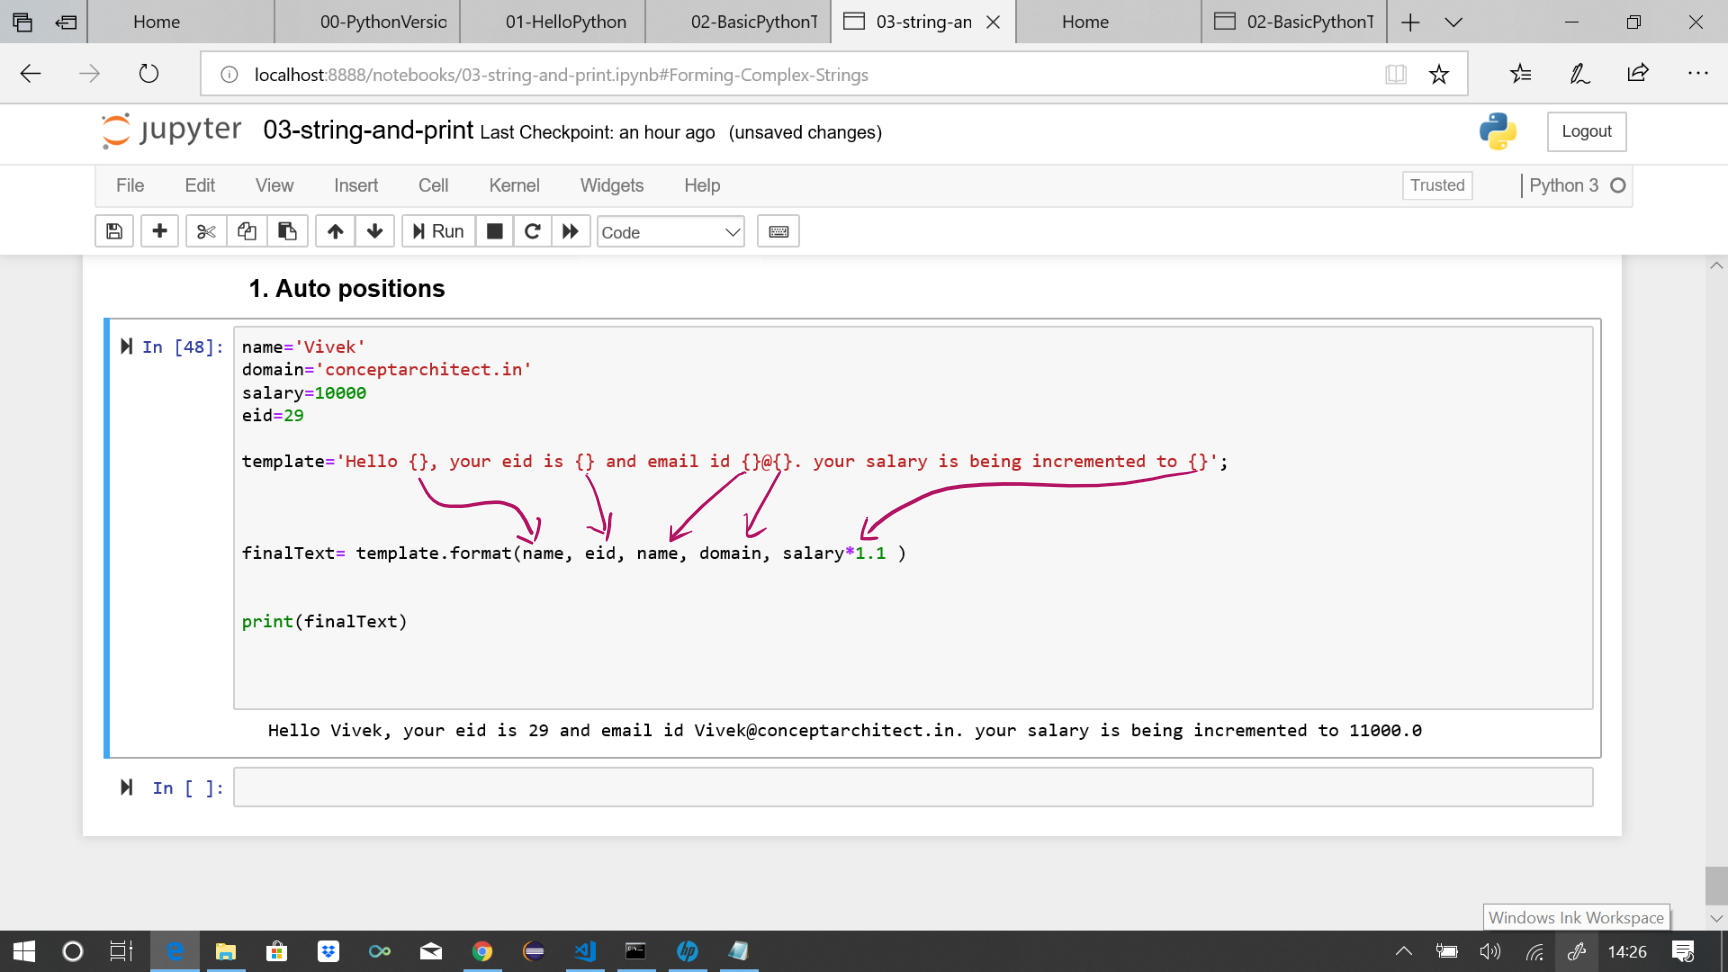 Home
00-PythonVersio
01-HelloPython
02-BasicPythonT
03-string-an
Home
02-BasicPythonT
localhost:8888/notebooks/03-string-and-print.ipynb#Forming-Complex-Strings
jupyter 03-string-and-print Last Checkpoint: an hour ago (unsaved changes)
Logout
File Edit View Insert Cell Kernel Widgets Help
Trusted
Python 3
Run
Code
1. Auto positions
In [48]:
name='Vivek'
domain='conceptarchitect.in'
salary=10000
eid=29
template='Hello {}, your eid is {} and email id {}@{}. your salary is being incremented to {}';
finalText= template.format(name, eid, name, domain, salary*1.1 )
print(finalText)
Hello Vivek, your eid is 29 and email id Vivek@conceptarchitect.in. your salary is being incremented to 11000.0
In [ ]:
Windows Ink Workspace
14:26